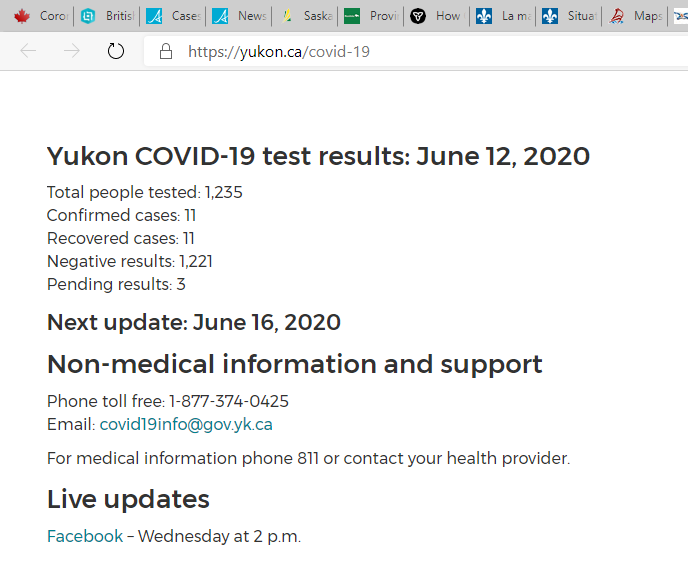 Coror Britisl Case: News Saska Provi How La ma Situat Maps
https://yukon.ca/covid-19
Yukon COVID-19 test results: June 12, 2020
Total people tested: 1,235
Confirmed cases: 11
Recovered cases: 11
Negative results: 1,221
Pending results: 3
Next update: June 16, 2020
Non-medical information and support
Phone toll free: 1-877-374-0425
Email: covid19info@gov.yk.ca
For medical information phone 811 or contact your health provider.
Live updates
Facebook – Wednesday at 2 p.m.